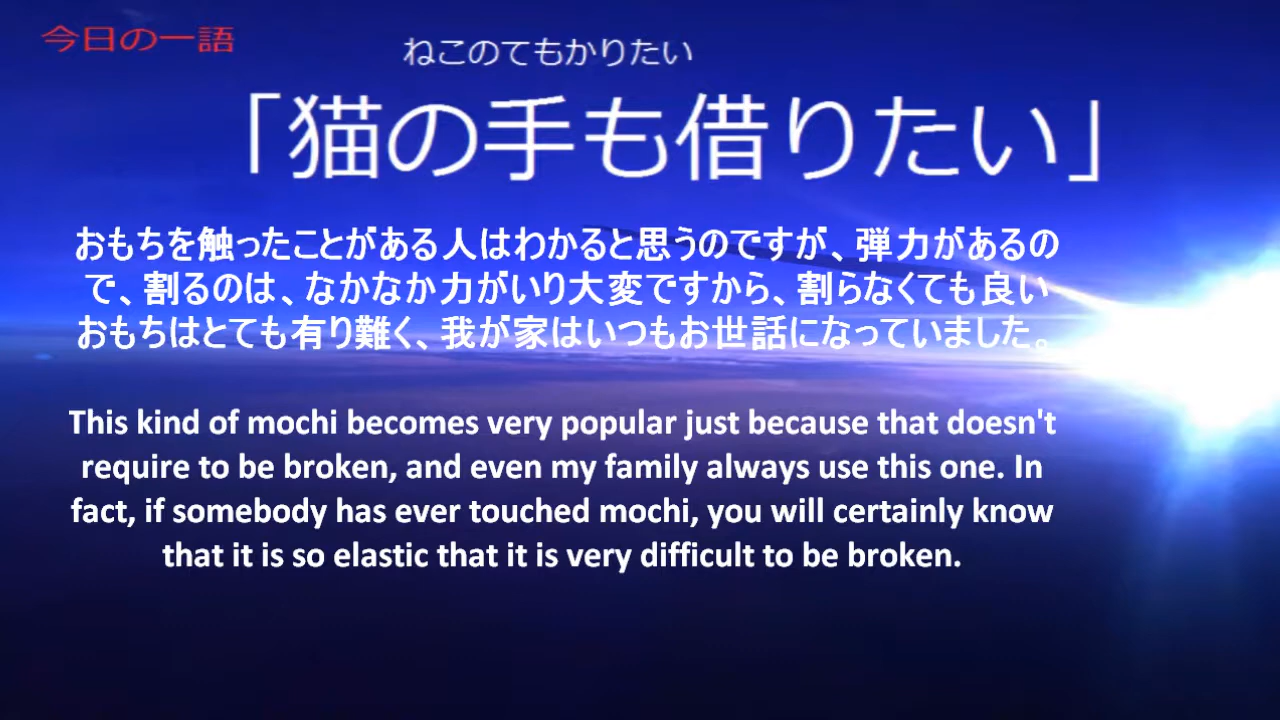 今日の一語
ねこのてもかりたい
「猫の手も借りたい」
おもちを触ったことがある人はわかると思うのですが、弾力があるの
で、割るのは、なかなか力がいり大変ですから、割らなくても良い
おもちはとても有り難く、我が家はいつもお世話になっていました。
This kind of mochi becomes very popular just because that doesn't
require to be broken, and even my family always use this one. In
fact, if somebody has ever touched mochi, you will certainly know
that it is so elastic that it is very difficult to be broken.